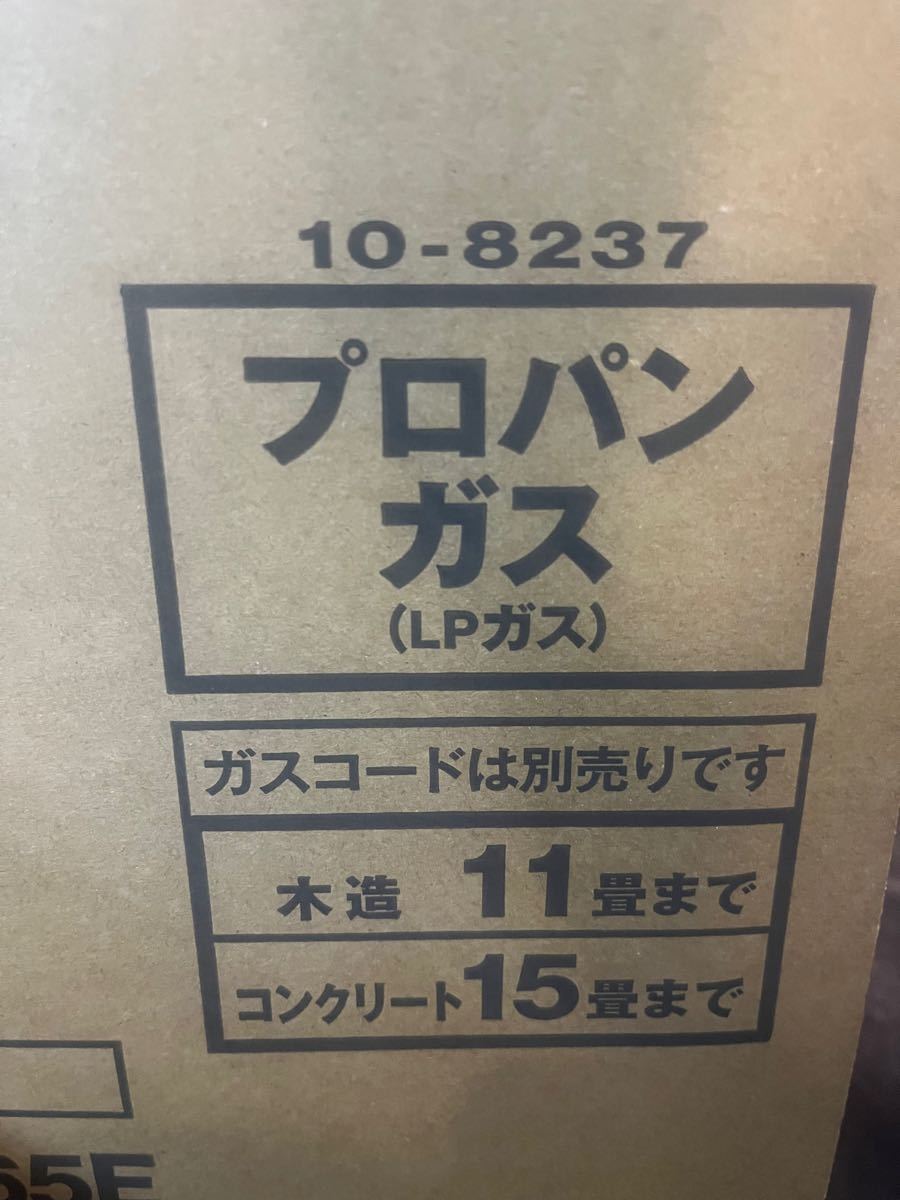 10-8237
プロパン
ガス
(LPガス)
ガスコードは別売りです
木造 11畳まで
コンクリート15畳まで